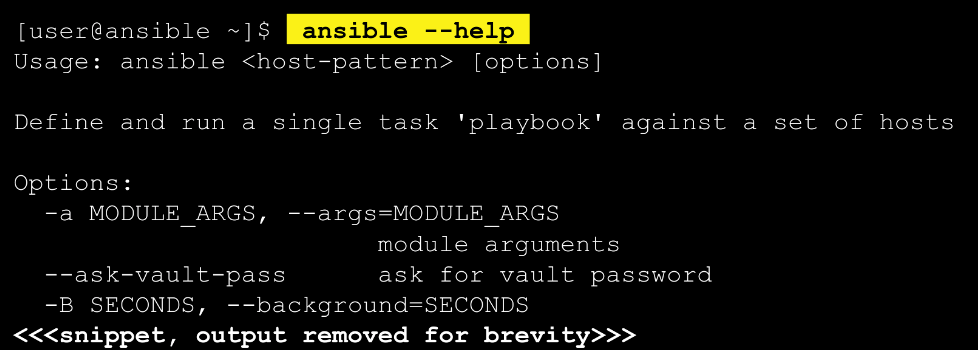 [user@ansible ~]$ ansible --help
Usage: ansible <host-pattern> [options]
Define and run a single task 'playbook' against a set of hosts
Options:
-a MODULE_ARGS, --args=MODULE_ARGS
module arguments
--ask-vault-pass ask for vault password
-B SECONDS, --background=SECONDS
<<<snippet, output removed for brevity>>>